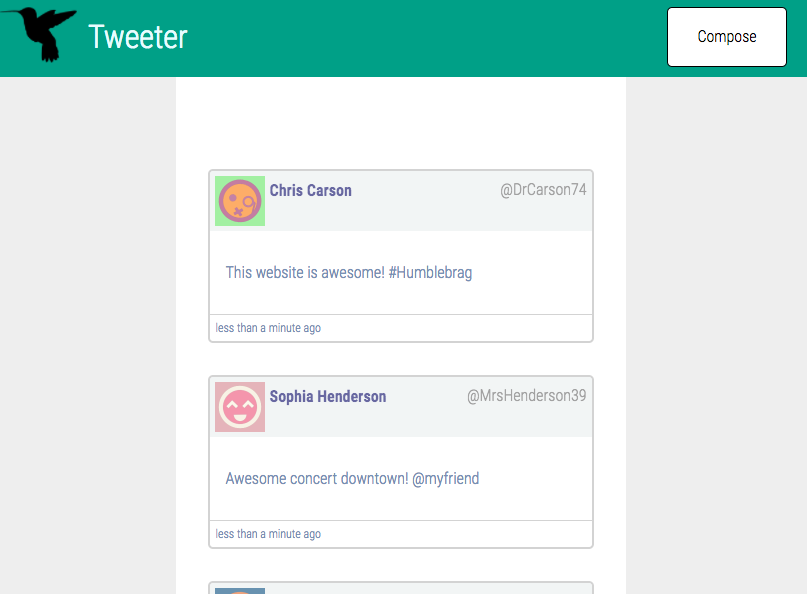 Tweeter
Compose
Chris Carson
@DrCarson74
This website is awesome! #Humblebrag
less than a minute ago
Sophia Henderson
@MrsHenderson39
Awesome concert downtown! @myfriend
less than a minute ago